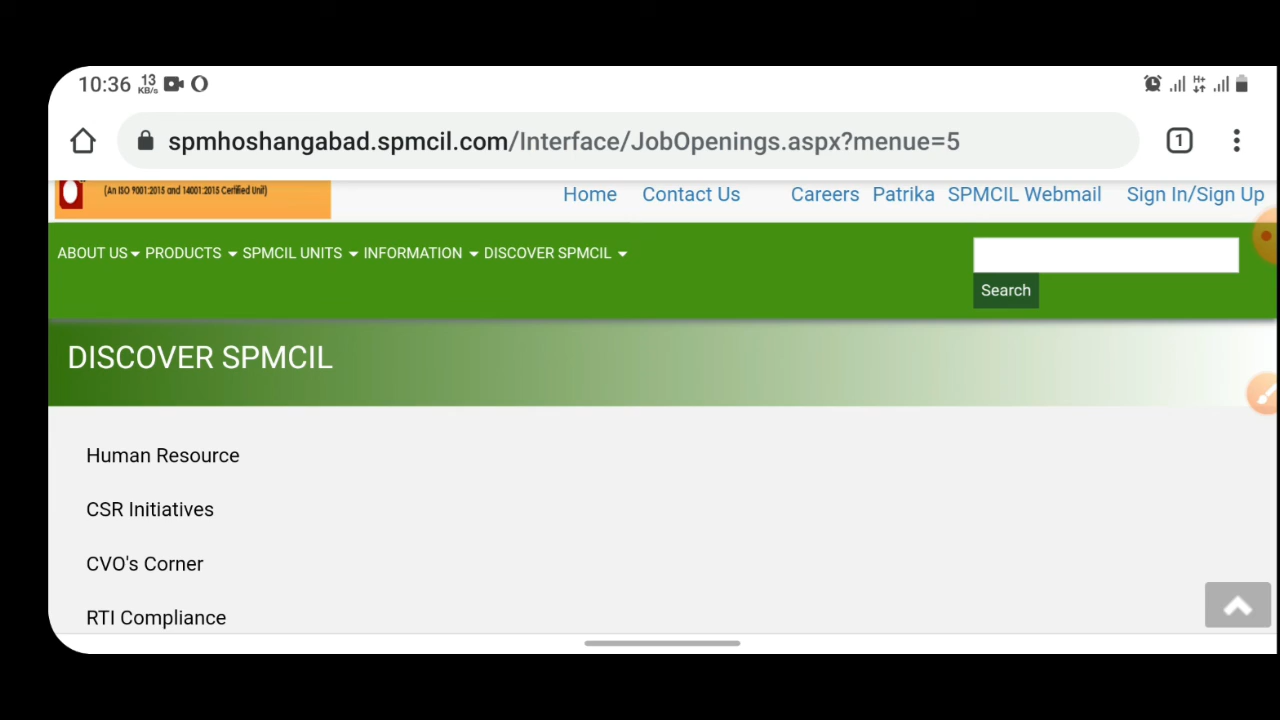 10:36 13 KB/s H+
spmhoshangabad.spmcil.com/Interface/JobOpenings.aspx?menue=5 1
(An ISO 9001:2015 and 14001:2015 Certified Unit)
Home Contact Us Careers Patrika SPMCIL Webmail Sign In/Sign Up
ABOUT US PRODUCTS SPMCIL UNITS INFORMATION DISCOVER SPMCIL
Search
DISCOVER SPMCIL
Human Resource
CSR Initiatives
CVO's Corner
RTI Compliance